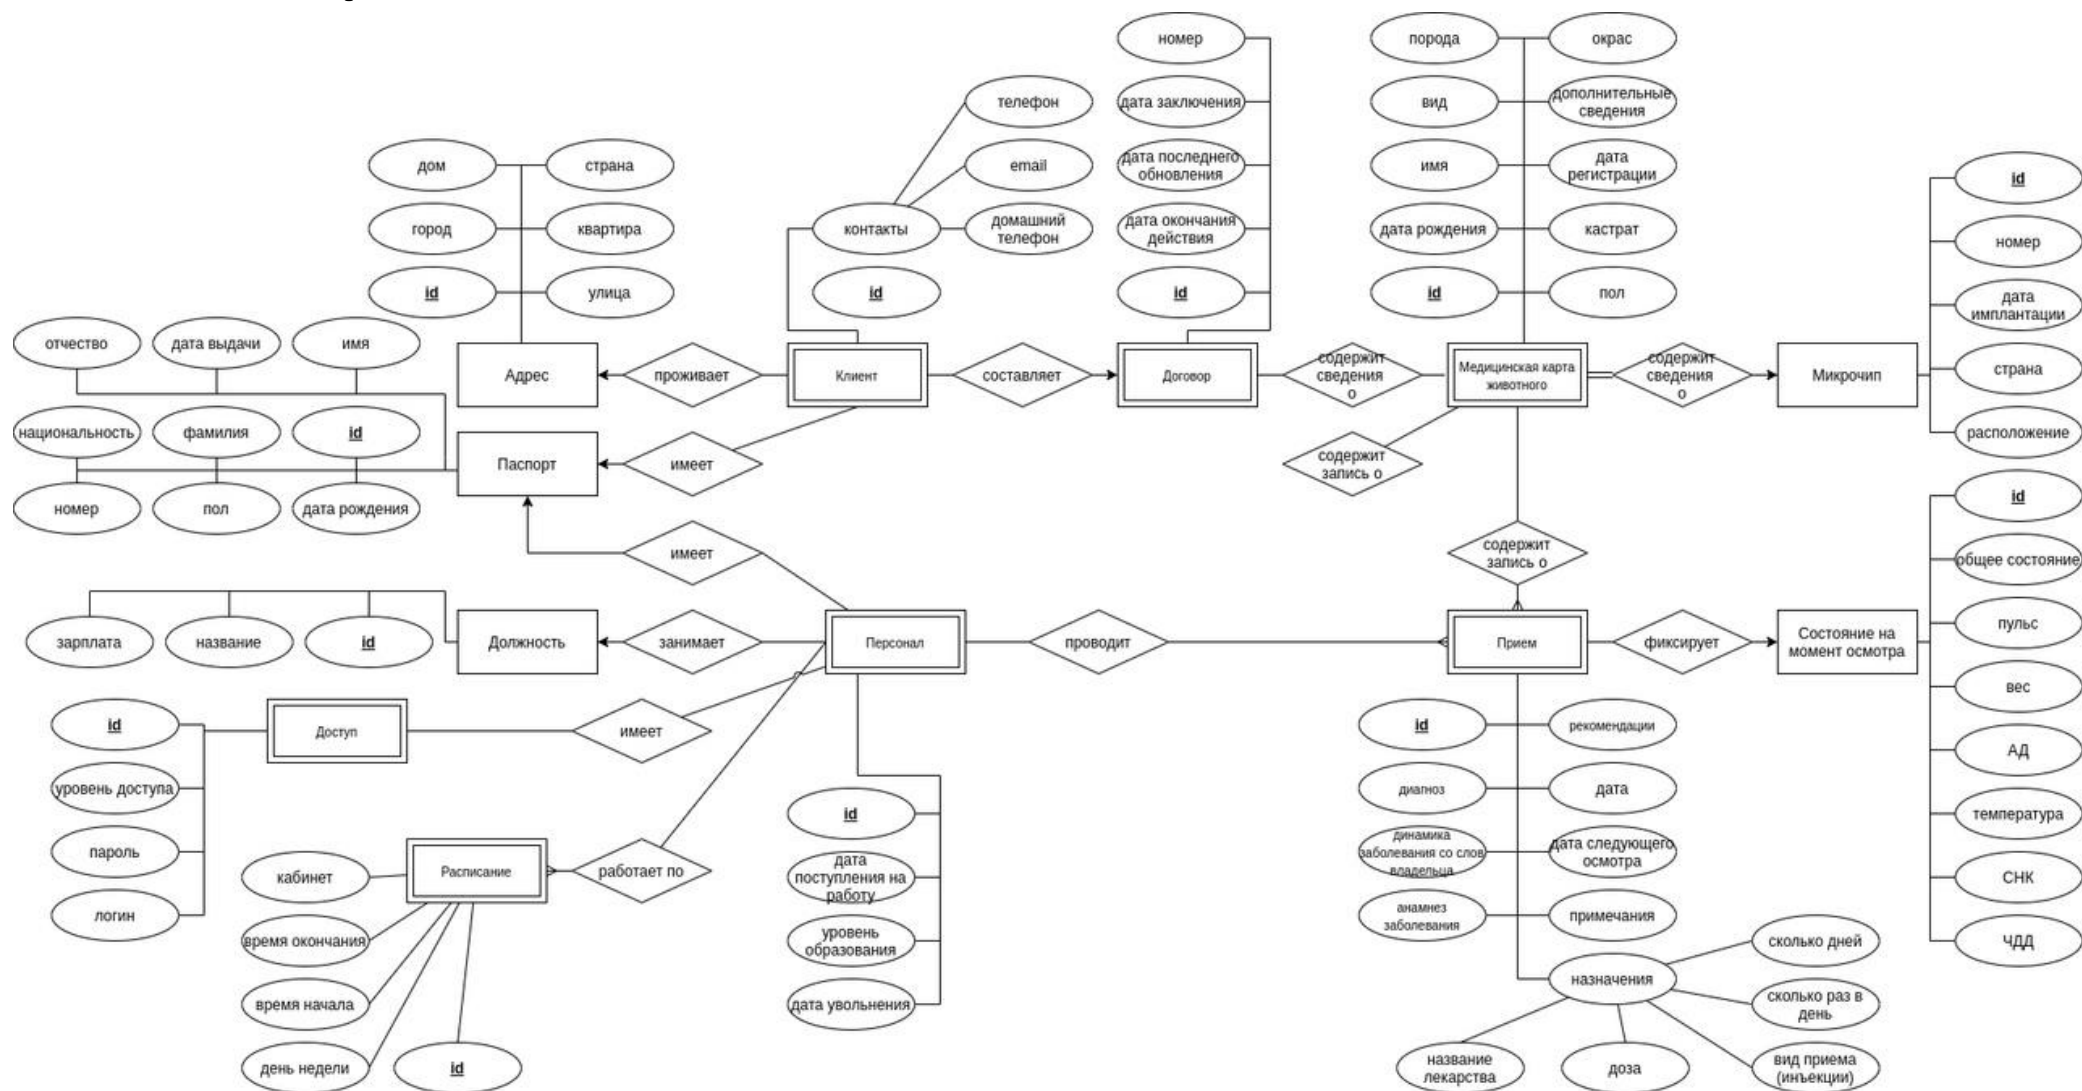 номер
порода
окрас
телефон
дата заключения
вид
дополнительные
сведения
дом
страна
email
дата последнего
обновления
имя
дата
регистрации
id
город
квартира
контакты
домашний
телефон
дата окончания
действия
дата рождения
кастрат
номер
id
улица
id
id
id
пол
дата
имплантации
отчество
дата выдачи
имя
Адрес
проживает
Клиент
составляет
Договор
содержит
сведения
о
Медицинская карта
животного
содержит
сведения
о
Микрочип
страна
национальность
фамилия
id
расположение
Паспорт
имеет
содержит
запись о
номер
пол
дата рождения
id
имеет
содержит
запись о
общее состояние
зарплата
название
id
Должность
занимает
Персонал
проводит
Прием
фиксирует
Состояние на
момент осмотра
пульс
вес
id
Доступ
имеет
id
рекомендации
АД
уровень доступа
диагноз
дата
id
температура
пароль
динамика
заболевания со слов
владельца
дата следующего
осмотра
кабинет
Расписание
работает по
дата
поступления на
работу
СНК
логин
анамнез
заболевания
примечания
время окончания
уровень
образования
сколько дней
ЧДД
назначения
время начала
дата увольнения
сколько раз в
день
день недели
id
название
лекарства
доза
вид приема
(инъекции)